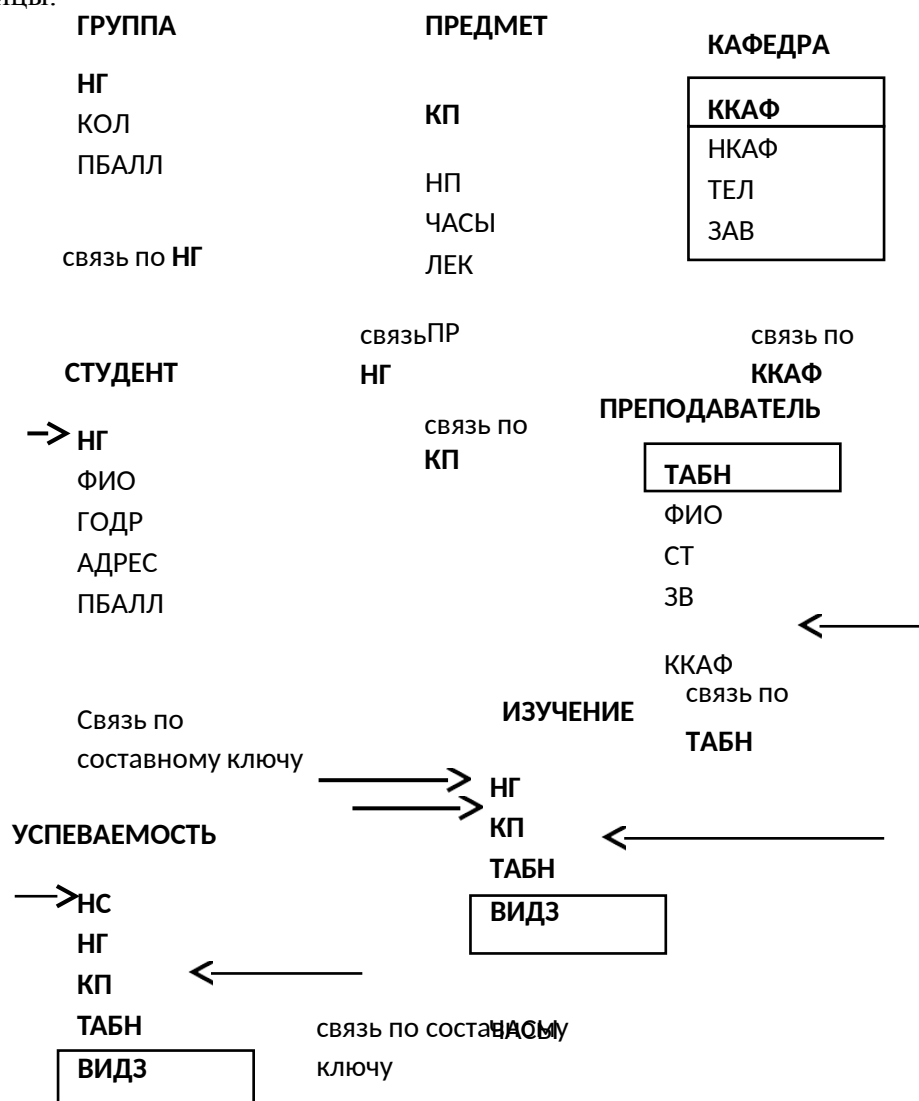 ГРУППА
НГ
КОЛ
ПБАЛЛ
связь по НГ
ПРЕДМЕТ
КП
НП
ЧАСЫ
ЛЕК
ПР
КАФЕДРА
ККАФ
НКАФ
ТЕЛ
ЗАВ
связь
НГ
связь по
ККАФ
СТУДЕНТ
НГ
ФИО
ГОДР
АДРЕС
ПБАЛЛ
связь по
КП
ПРЕПОДАВАТЕЛЬ
ТАБН
ФИО
СТ
ЗВ
ККАФ
связь по
ТАБН
Связь по
составному ключу
ИЗУЧЕНИЕ
НГ
КП
ТАБН
ВИДЗ
ЧАСЫ
УСПЕВАЕМОСТЬ
НС
НГ
КП
ТАБН
ВИДЗ
связь по составному
ключу